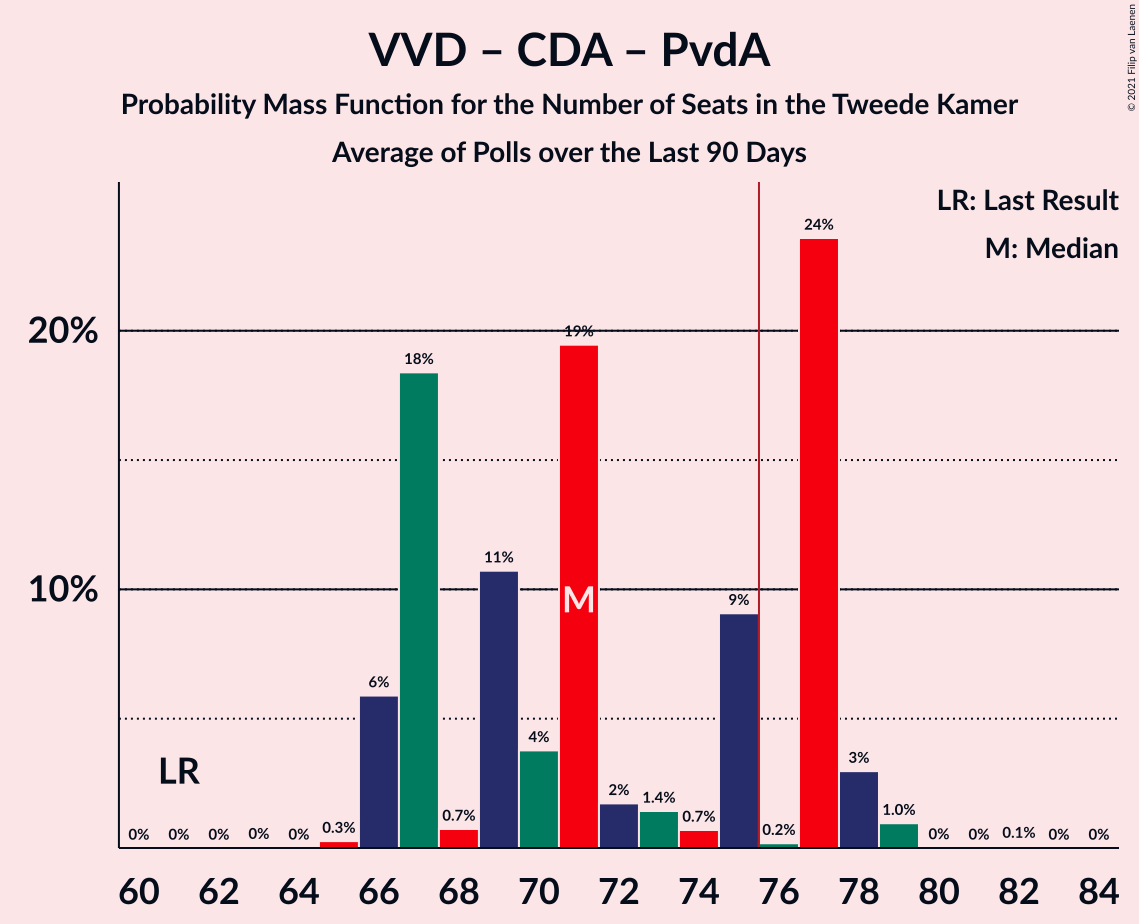 VVD – CDA – PvdA
Probability Mass Function for the Number of Seats in the Tweede Kamer
Average of Polls over the Last 90 Days
© 2021 Filip van Laenen
LR: Last Result
M: Median
20%
10%
0% 0% 0% 0% 0% 0.3% 6% 18% 0.7% 11% 4% 19% 2% 1.4% 0.7% 9% 0.2% 24% 3% 1.0% 0% 0% 0.1% 0% 0%
M
LR
60 62 64 66 68 70 72 74 76 78 80 82 84